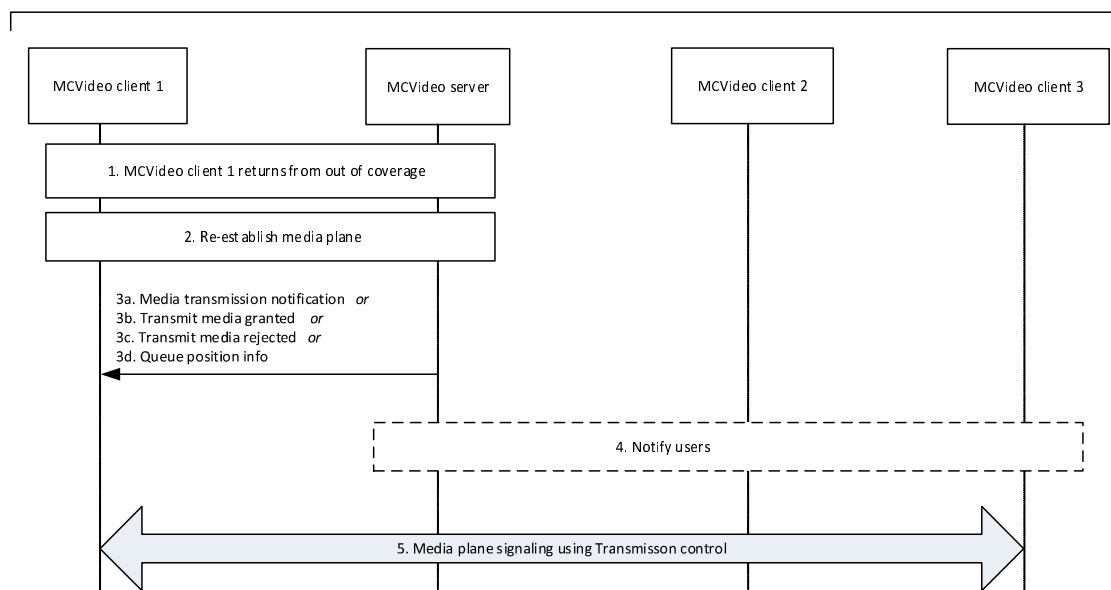 MCVideo client 1
MCVideo server
MCVideo client 2
MCVideo client 3
1. MCVideo client 1 returns from out of coverage
2. Re-establish media plane
3a. Media transmission notification or
3b. Transmit media granted or
3c. Transmit media rejected or
3d. Queue position info
4. Notify users
5. Media plane signaling using Transmisson control